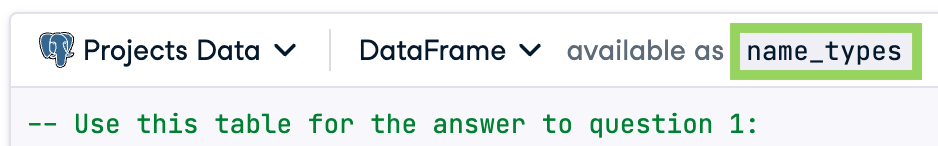 Projects Data DataFrame available as name_types
-- Use this table for the answer to question 1: